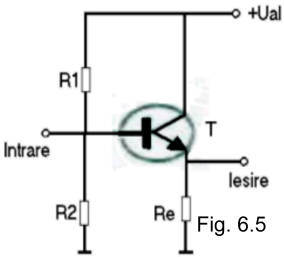 +Ual
R1
T
Intrare
Iesire
R2
Re
Fig. 6.5